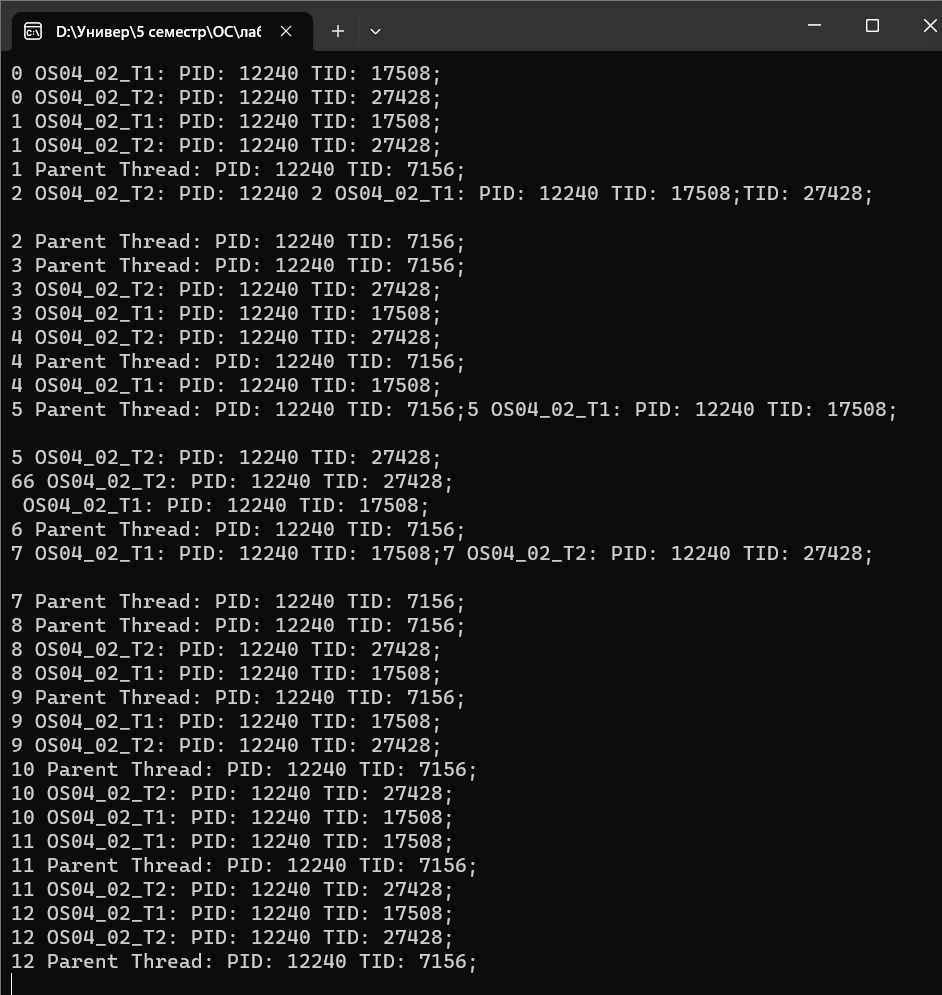 D:\Универ\5 семестр\ОС\лаб
0 OS04_02_T1: PID: 12240 TID: 17508;
0 OS04_02_T2: PID: 12240 TID: 27428;
1 OS04_02_T1: PID: 12240 TID: 17508;
1 OS04_02_T2: PID: 12240 TID: 27428;
1 Parent Thread: PID: 12240 TID: 7156;
2 OS04_02_T2: PID: 12240 2 OS04_02_T1: PID: 12240 TID: 17508;TID: 27428;

2 Parent Thread: PID: 12240 TID: 7156;
3 Parent Thread: PID: 12240 TID: 7156;
3 OS04_02_T2: PID: 12240 TID: 27428;
3 OS04_02_T1: PID: 12240 TID: 17508;
4 OS04_02_T2: PID: 12240 TID: 27428;
4 Parent Thread: PID: 12240 TID: 7156;
4 OS04_02_T1: PID: 12240 TID: 17508;
5 Parent Thread: PID: 12240 TID: 7156;5 OS04_02_T1: PID: 12240 TID: 17508;

5 OS04_02_T2: PID: 12240 TID: 27428;
66 OS04_02_T2: PID: 12240 TID: 27428;
 OS04_02_T1: PID: 12240 TID: 17508;
6 Parent Thread: PID: 12240 TID: 7156;
7 OS04_02_T1: PID: 12240 TID: 17508;7 OS04_02_T2: PID: 12240 TID: 27428;

7 Parent Thread: PID: 12240 TID: 7156;
8 Parent Thread: PID: 12240 TID: 7156;
8 OS04_02_T2: PID: 12240 TID: 27428;
8 OS04_02_T1: PID: 12240 TID: 17508;
9 Parent Thread: PID: 12240 TID: 7156;
9 OS04_02_T1: PID: 12240 TID: 17508;
9 OS04_02_T2: PID: 12240 TID: 27428;
10 Parent Thread: PID: 12240 TID: 7156;
10 OS04_02_T2: PID: 12240 TID: 27428;
10 OS04_02_T1: PID: 12240 TID: 17508;
11 OS04_02_T1: PID: 12240 TID: 17508;
11 Parent Thread: PID: 12240 TID: 7156;
11 OS04_02_T2: PID: 12240 TID: 27428;
12 OS04_02_T1: PID: 12240 TID: 17508;
12 OS04_02_T2: PID: 12240 TID: 27428;
12 Parent Thread: PID: 12240 TID: 7156;